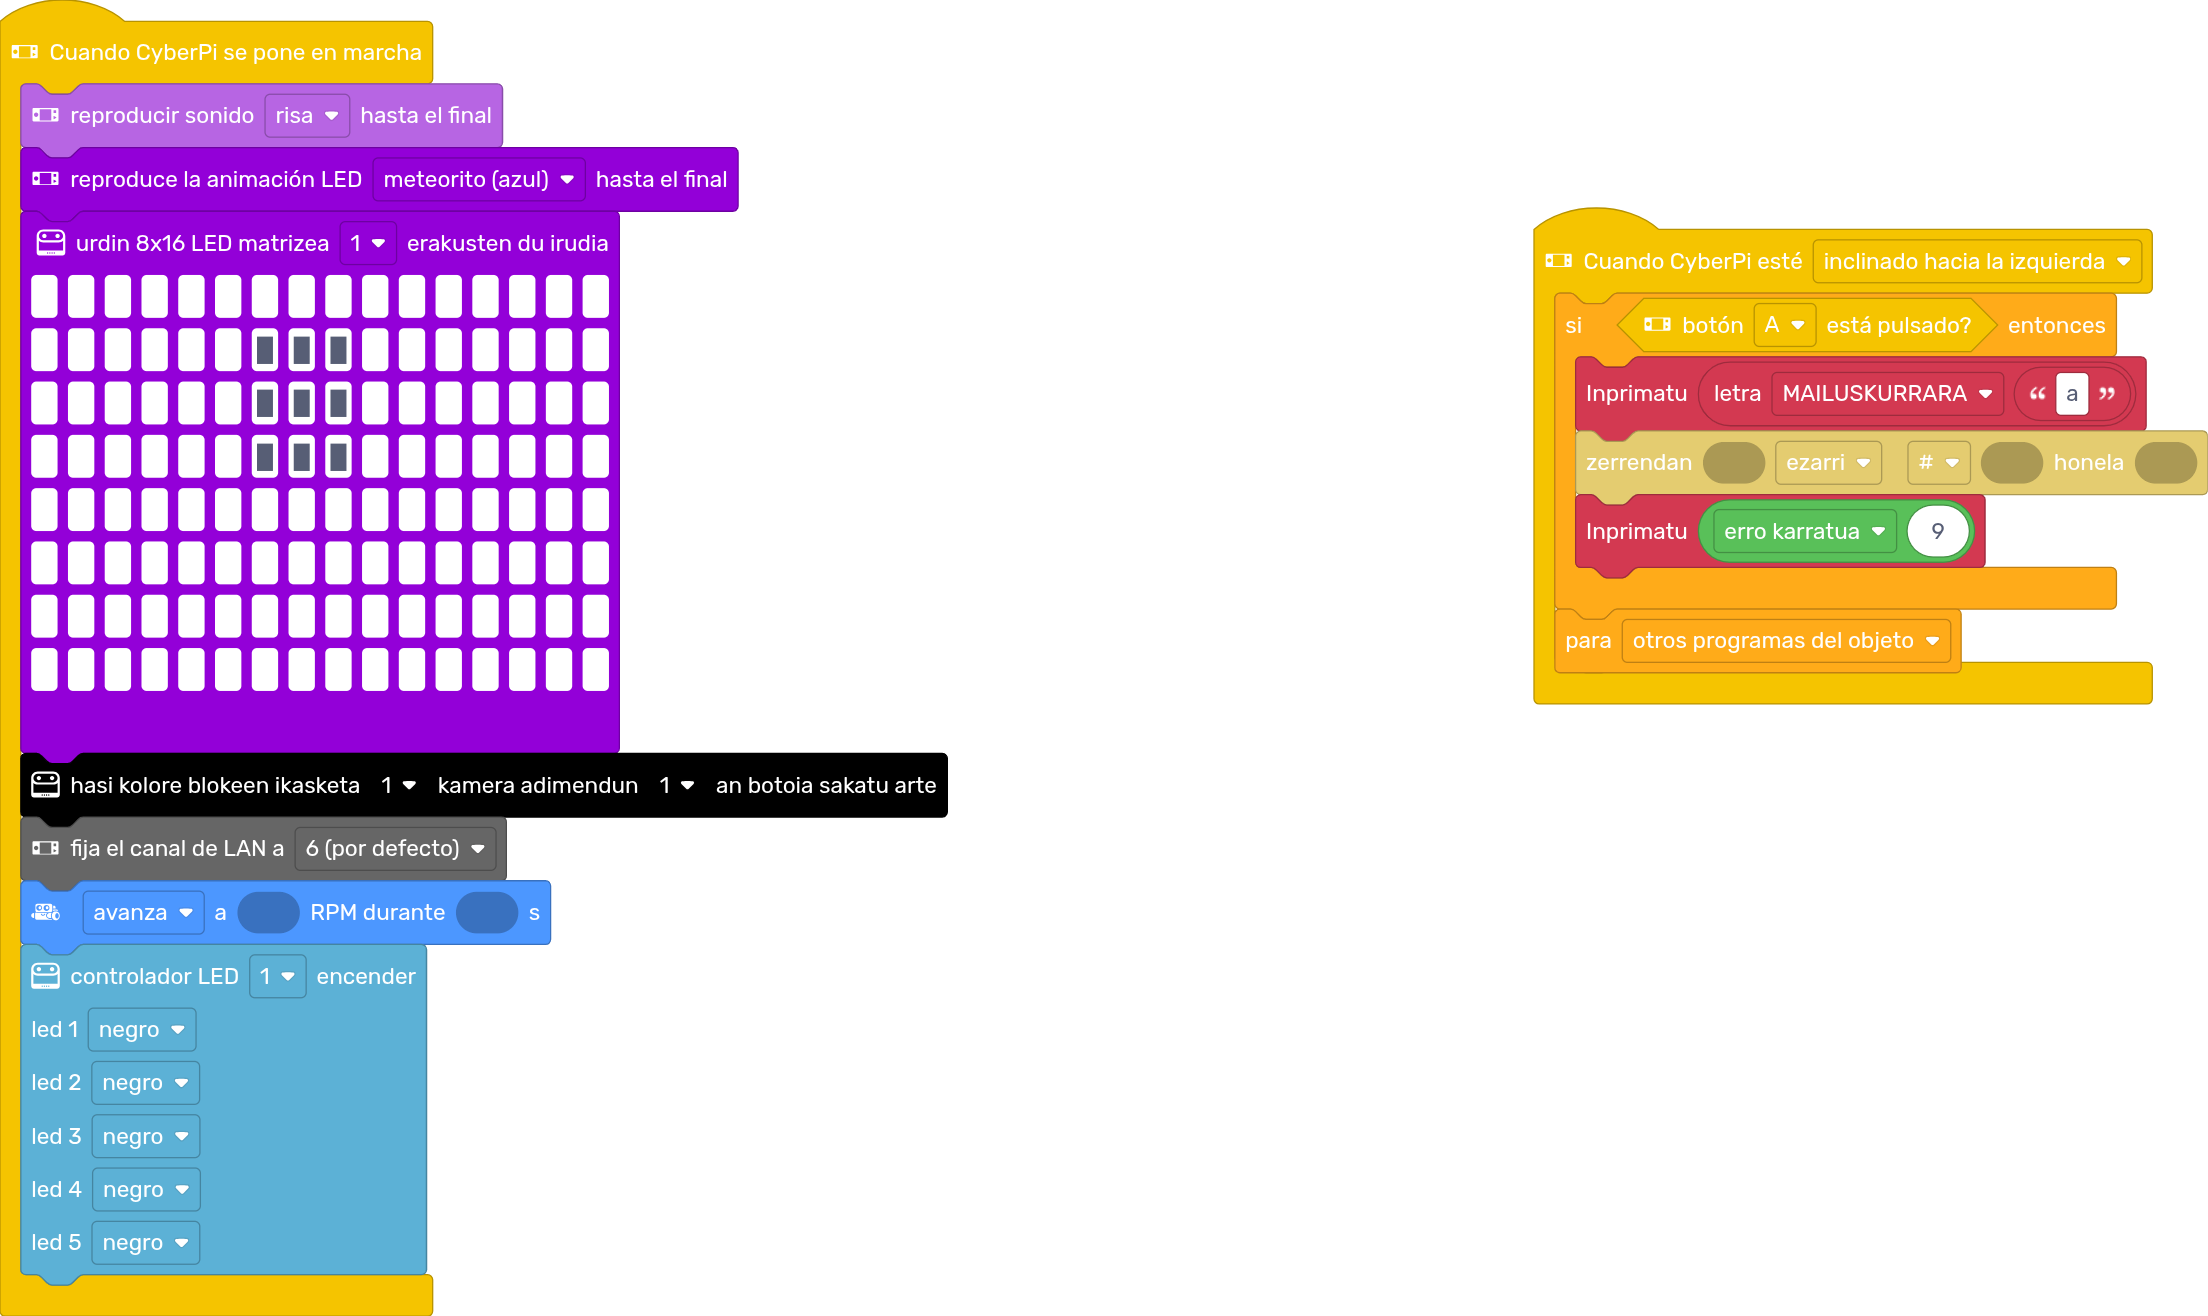 Cuando CyberPi se pone en marcha
reproducir sonido risa hasta el final
reproduce la animación LED meteorito (azul) hasta el final
urdin 8x16 LED matrizea 1 erakusten du irudia
hasi kolore blokeen ikasketa 1 kamera adimendun 1 an botoia sakatu arte
fija el canal de LAN a 6 (por defecto)
avanza a RPM durante s
controlador LED 1 encender
led 1 negro
led 2 negro
led 3 negro
led 4 negro
led 5 negro
Cuando CyberPi esté inclinado hacia la izquierda
si botón A está pulsado? entonces
Inprimatu letra MAILUSKURRARA “ a ”
zerrendan ezarri # honela
Inprimatu erro karratua 9
para otros programas del objeto